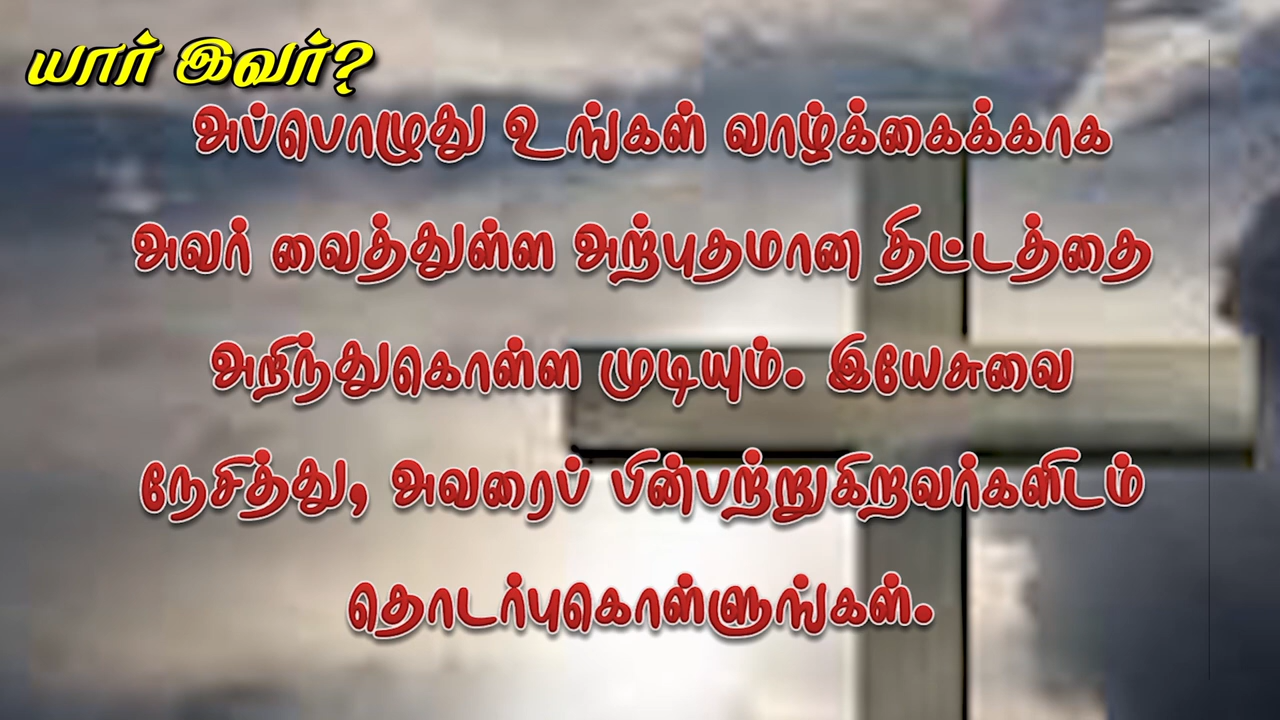 யார் இவர்?
அப்பொழுது உங்கள் வாழ்க்கைக்காக
அவர் வைத்துள்ள அற்புதமான திட்டத்தை
அறிந்துகொள்ள முடியும். இயேசுவை
நேசித்து, அவரைப் பின்பற்றுகிறவர்களிடம்
தொடர்புகொள்ளுங்கள்.